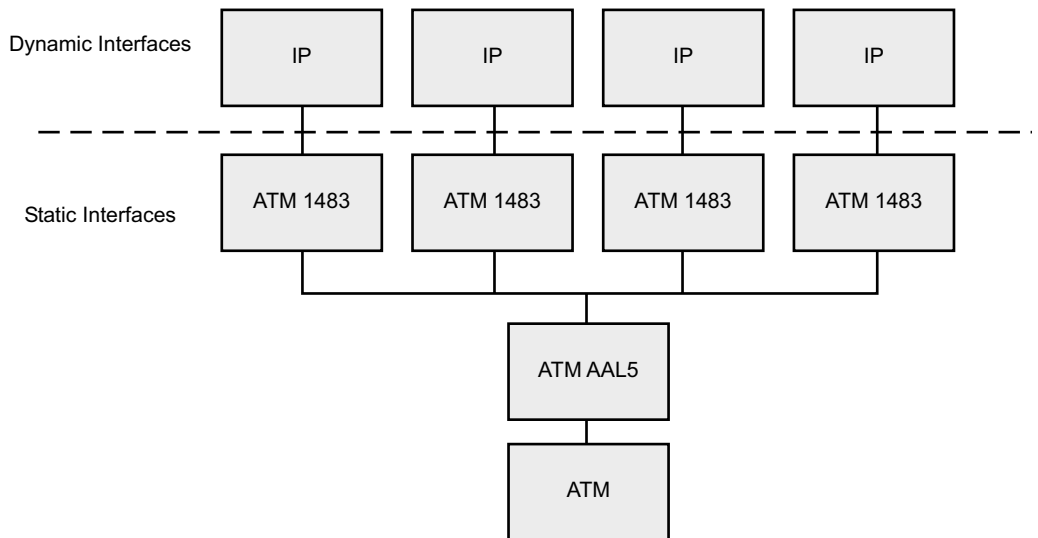 Dynamic Interfaces
IP
IP
IP
IP
Static Interfaces
ATM 1483
ATM 1483
ATM 1483
ATM 1483
ATM AAL5
ATM